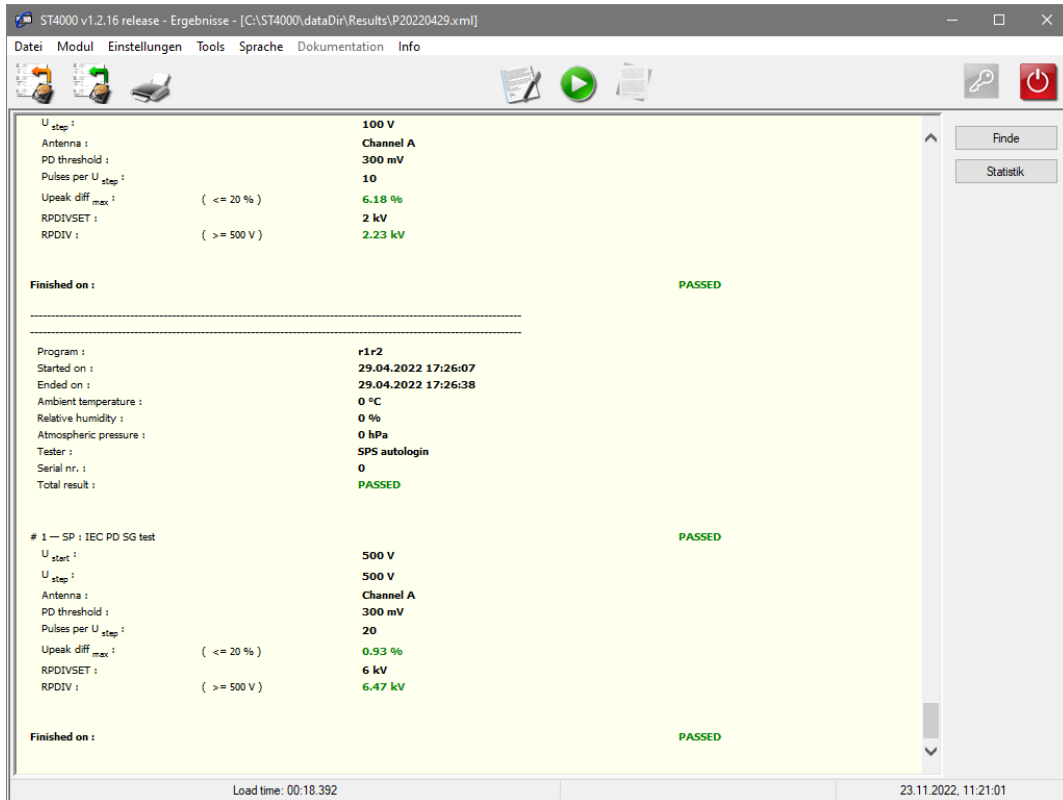 ST4000 v1.2.16 release - Ergebnisse - [C:\ST4000\dataDir\Results\P20220429.xml]
Datei Modul Einstellungen Tools Sprache Dokumentation Info
Finde
Statistik
U step : 100 V
Antenna : Channel A
PD threshold : 300 mV
Pulses per U step : 10
Upeak diff max : ( <= 20 % ) 6.18 %
RPDIVSET : 2 kV
RPDIV : ( >= 500 V ) 2.23 kV
Finished on : PASSED
Program : r1r2
Started on : 29.04.2022 17:26:07
Ended on : 29.04.2022 17:26:38
Ambient temperature : 0 °C
Relative humidity : 0 %
Atmospheric pressure : 0 hPa
Tester : SPS autologin
Serial nr. : 0
Total result : PASSED
# 1 — SP : IEC PD SG test PASSED
U start : 500 V
U step : 500 V
Antenna : Channel A
PD threshold : 300 mV
Pulses per U step : 20
Upeak diff max : ( <= 20 % ) 0.93 %
RPDIVSET : 6 kV
RPDIV : ( >= 500 V ) 6.47 kV
Finished on : PASSED
Load time: 00:18.392
23.11.2022, 11:21:01